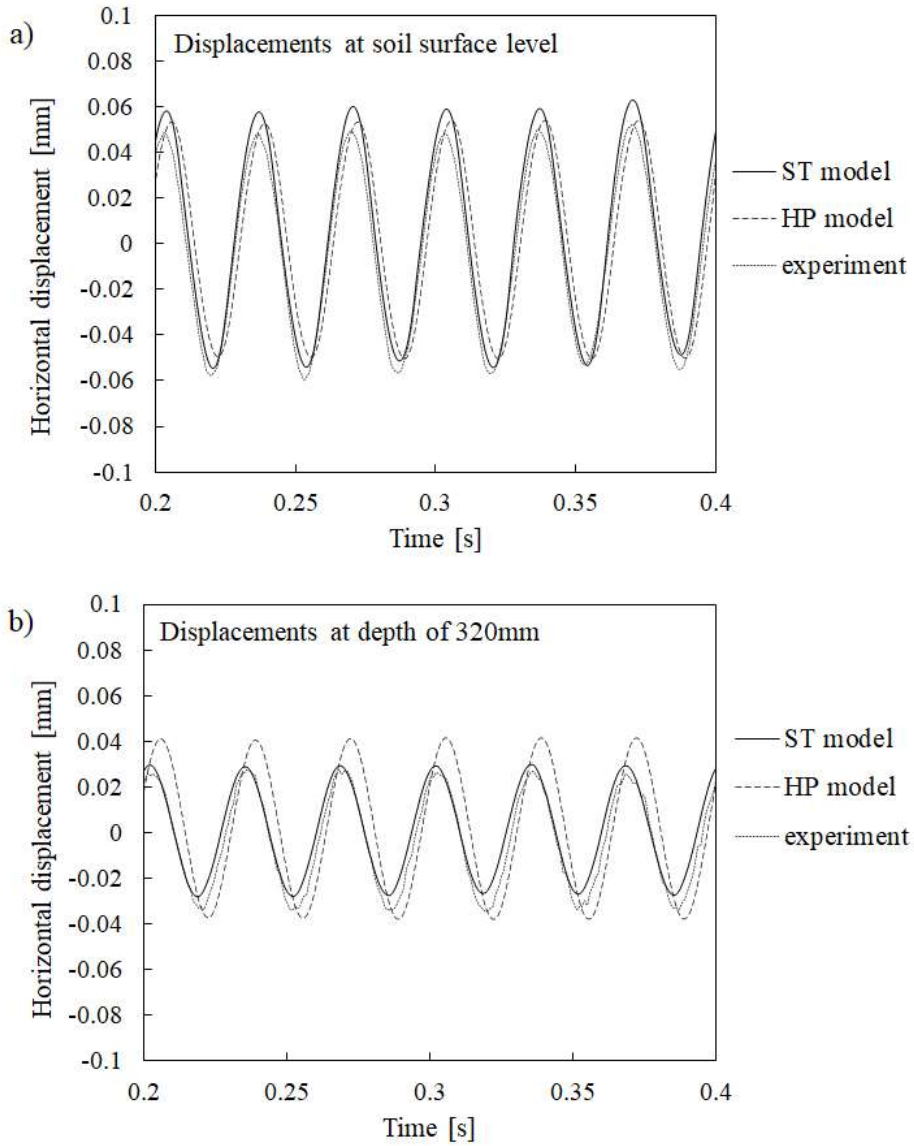 a)
Displacements at soil surface level
Horizontal displacement [mm]
0.1
0.08
0.06
0.04
0.02
0
-0.02
-0.04
-0.06
-0.08
-0.1
0.2
0.25
0.3
0.35
0.4
Time [s]
ST model
HP model
experiment
b)
Displacements at depth of 320mm
Horizontal displacement [mm]
0.1
0.08
0.06
0.04
0.02
0
-0.02
-0.04
-0.06
-0.08
-0.1
0.2
0.25
0.3
0.35
0.4
Time [s]
ST model
HP model
experiment